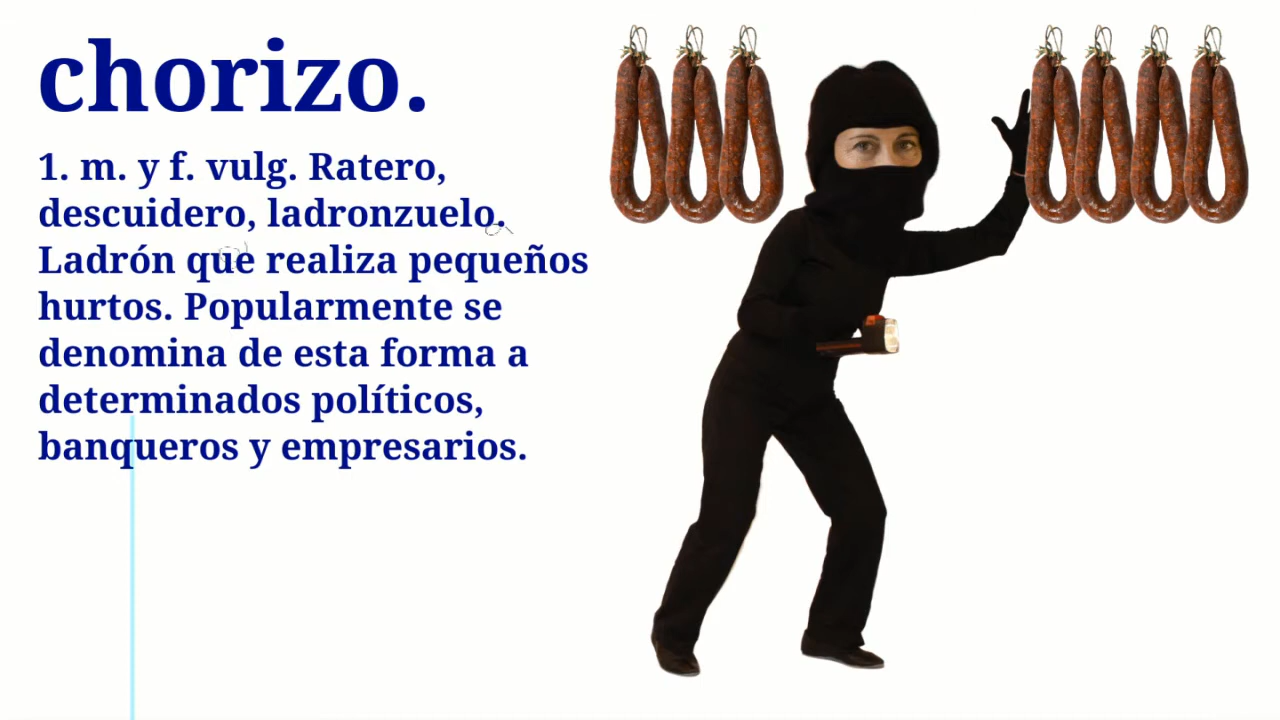 chorizo.
1. m. y f. vulg. Ratero,
descuidero, ladronzuelo.
Ladrón que realiza pequeños
hurtos. Popularmente se
denomina de esta forma a
determinados políticos,
banqueros y empresarios.